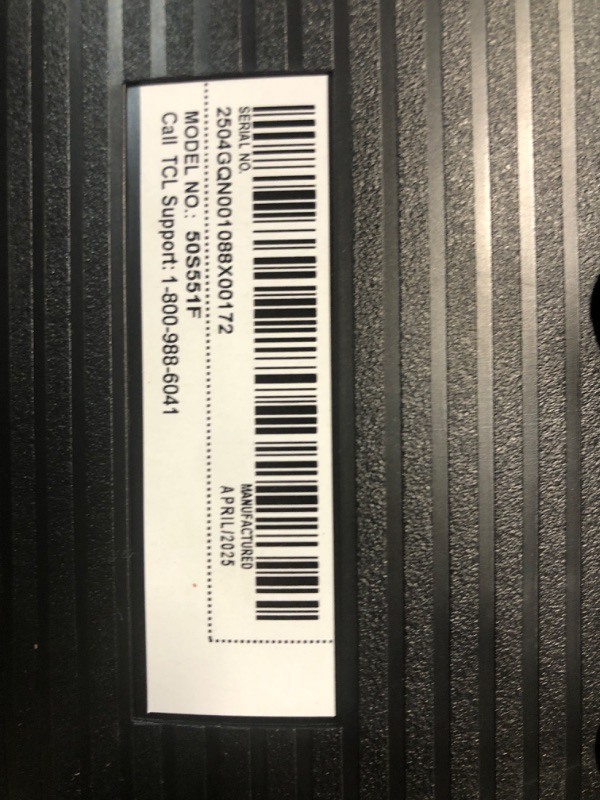 SERIAL NO.
2504GQN001088X00172
MANUFACTURED
APRIL/2025
MODEL NO.: 50S551F
Call TCL Support: 1-800-988-6041